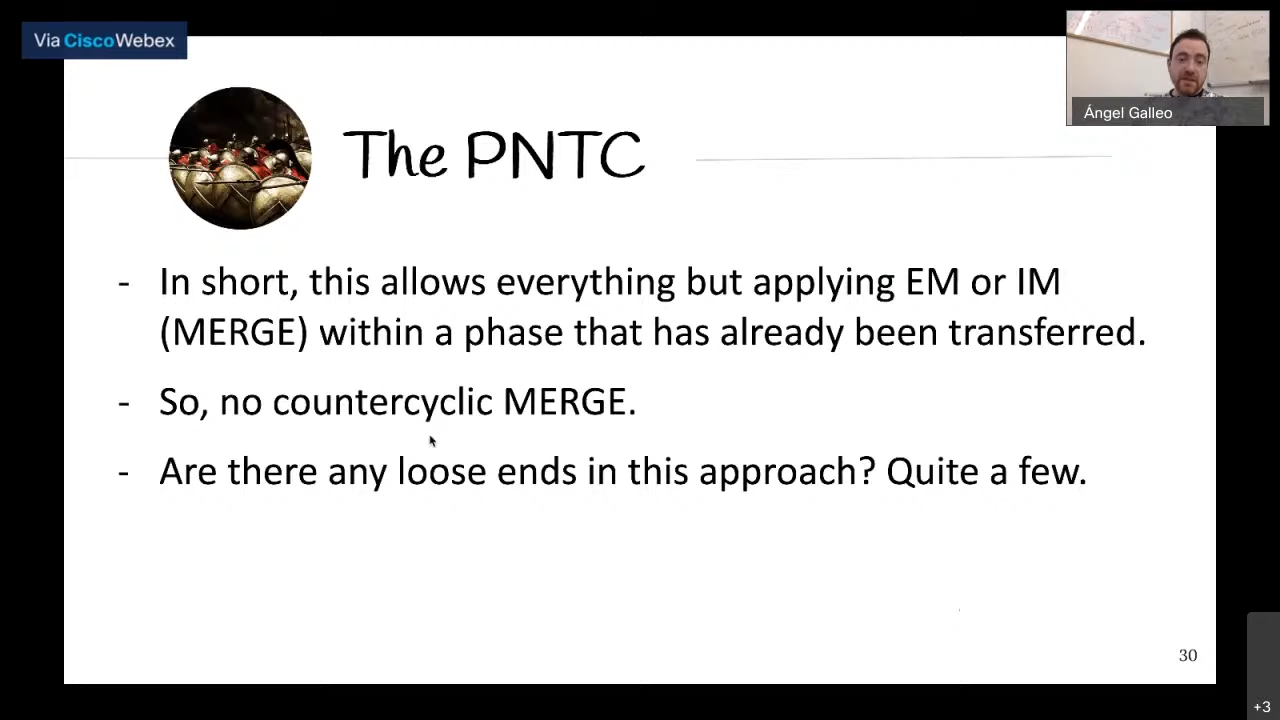 Via Cisco Webex
Ángel Galleo
The PNTC
- In short, this allows everything but applying EM or IM
(MERGE) within a phase that has already been transferred.
- So, no countercyclic MERGE.
- Are there any loose ends in this approach? Quite a few.
30
+3